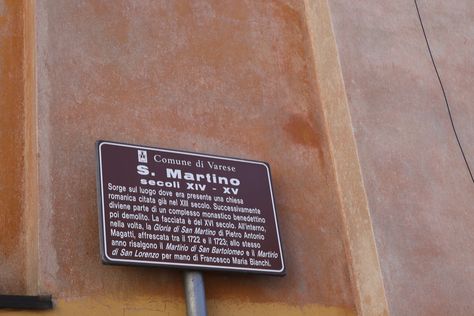 Comune di Varese
S. Martino
secoli XIV - XV
Sorge sul luogo dove era presente una chiesa
romanica citata già nel XIII secolo. Successivamente
diviene parte di un complesso monastico benedettino
poi demolito. La facciata è del XVI secolo. All'interno,
nella volta, la Gloria di San Martino di Pietro Antonio
Magatti, affrescata tra il 1722 e il 1723; allo stesso
anno risalgono il Martirio di San Bartolomeo e il Martirio
di San Lorenzo per mano di Francesco Maria Bianchi.